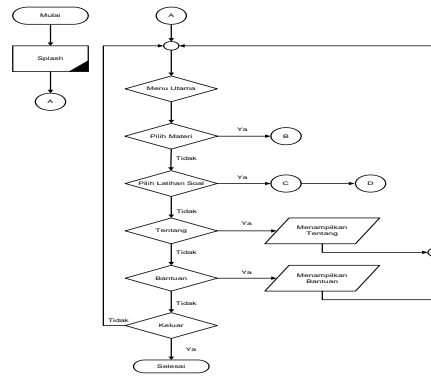 Mulai
Splash
A
A
Menu Utama
Pilih Materi
Ya
B
Tidak
Pilih Latihan Soal
Ya
C
D
Tidak
Tentang
Ya
Menampilkan
Tentang
Tidak
Bantuan
Ya
Menampilkan
Bantuan
Tidak
Tidak
Keluar
Ya
Selesai